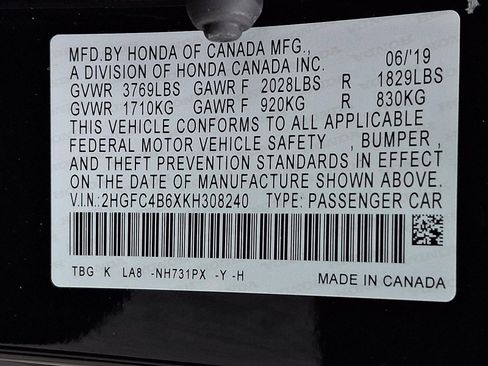 MFD.BY HONDA OF CANADA MFG.,
A DIVISION OF HONDA CANADA INC. 06/'19
GVWR 3769LBS GAWR F 2028LBS R 1829LBS
GVWR 1710KG GAWR F 920KG R 830KG
THIS VEHICLE CONFORMS TO ALL APPLICABLE
FEDERAL MOTOR VEHICLE SAFETY , BUMPER ,
AND THEFT PREVENTION STANDARDS IN EFFECT
ON THE DATE OF MANUFACTURE SHOWN ABOVE.
V.I.N.:2HGFC4B6XKH308240 TYPE: PASSENGER CAR
TBG K LA8 -NH731PX -Y -H
MADE IN CANADA